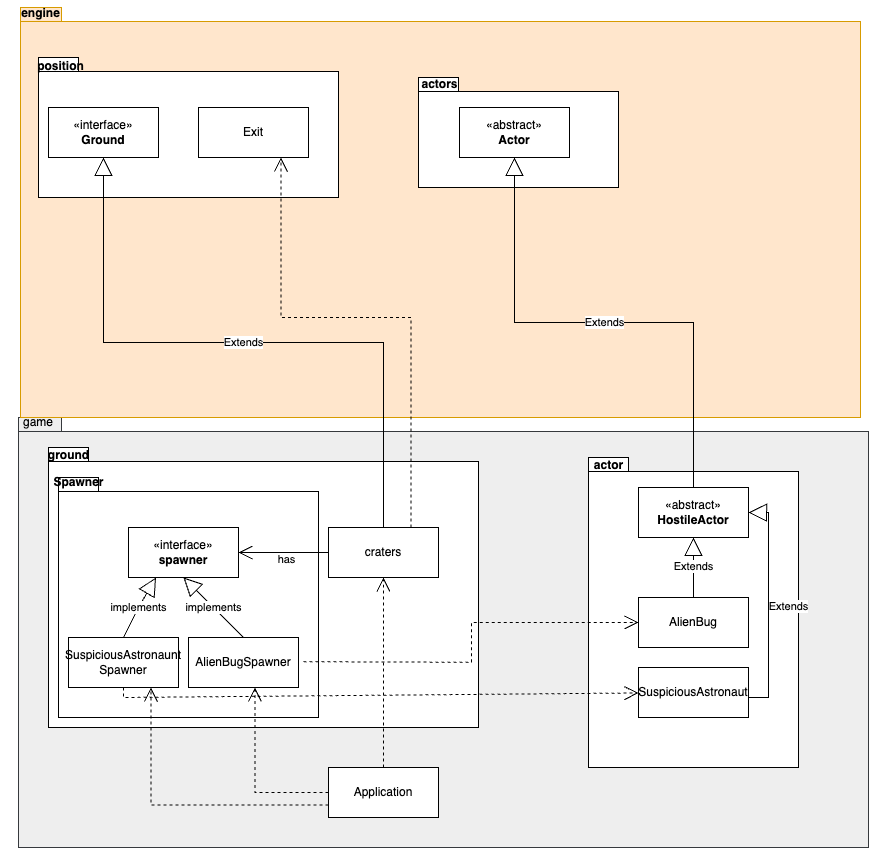 engine
position
actors
«interface»
Ground
Exit
«abstract»
Actor
Extends
Extends
game
ground
actor
Spawner
«interface»
spawner
has
craters
«abstract»
HostileActor
Extends
implements
implements
Extends
AlienBug
SuspiciousAstronaunt
Spawner
AlienBugSpawner
SuspiciousAstronaut
Application